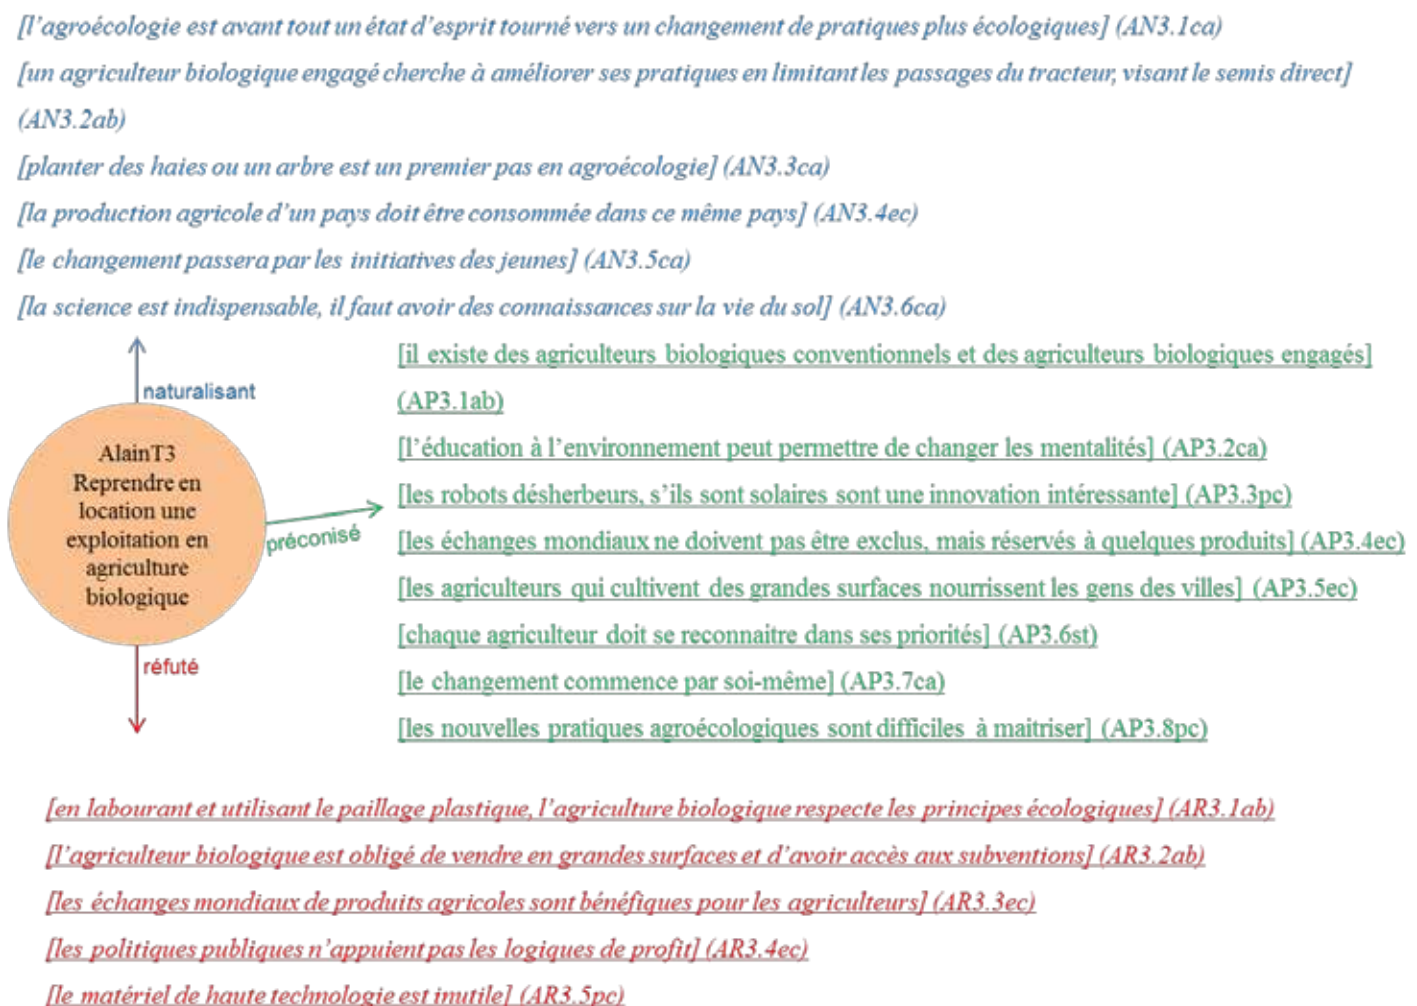 [l’agroécologie est avant tout un état d’esprit tourné vers un changement de pratiques plus écologiques] (AN3.1ca)
[un agriculteur biologique engagé cherche à améliorer ses pratiques en limitant les passages du tracteur, visant le semis direct]
(AN3.2ab)
[planter des haies ou un arbre est un premier pas en agroécologie] (AN3.3ca)
[la production agricole d’un pays doit être consommée dans ce même pays] (AN3.4ec)
[le changement passera par les initiatives des jeunes] (AN3.5ca)
[la science est indispensable, il faut avoir des connaissances sur la vie du sol] (AN3.6ca)
naturalisant
AlainT3
Reprendre en
location une
exploitation en
agriculture
biologique
préconisé
réfuté
[il existe des agriculteurs biologiques conventionnels et des agriculteurs biologiques engagés]
(AP3.1ab)
[l’éducation à l’environnement peut permettre de changer les mentalités] (AP3.2ca)
[les robots désherbeurs, s’ils sont solaires sont une innovation intéressante] (AP3.3pc)
[les échanges mondiaux ne doivent pas être exclus, mais réservés à quelques produits] (AP3.4ec)
[les agriculteurs qui cultivent des grandes surfaces nourrissent les gens des villes] (AP3.5ec)
[chaque agriculteur doit se reconnaitre dans ses priorités] (AP3.6st)
[le changement commence par soi-même] (AP3.7ca)
[les nouvelles pratiques agroécologiques sont difficiles à maitriser] (AP3.8pc)
[en labourant et utilisant le paillage plastique, l’agriculture biologique respecte les principes écologiques] (AR3.1ab)
[l’agriculteur biologique est obligé de vendre en grandes surfaces et d’avoir accès aux subventions] (AR3.2ab)
[les échanges mondiaux de produits agricoles sont bénéfiques pour les agriculteurs] (AR3.3ec)
[les politiques publiques n’appuient pas les logiques de profit] (AR3.4ec)
[le matériel de haute technologie est inutile] (AR3.5pc)